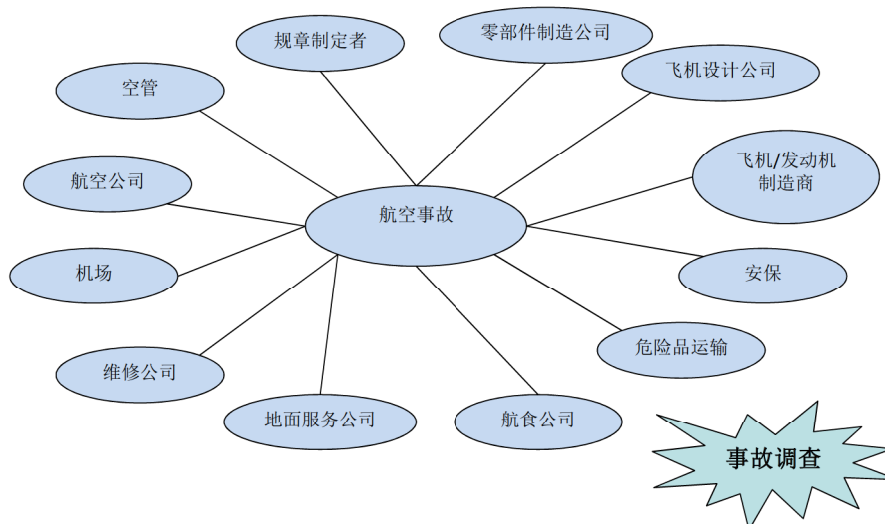 规章制定者
零部件制造公司
空管
飞机设计公司
飞机/发动机
制造商
航空公司
航空事故
机场
安保
维修公司
危险品运输
地面服务公司
航食公司
事故调查